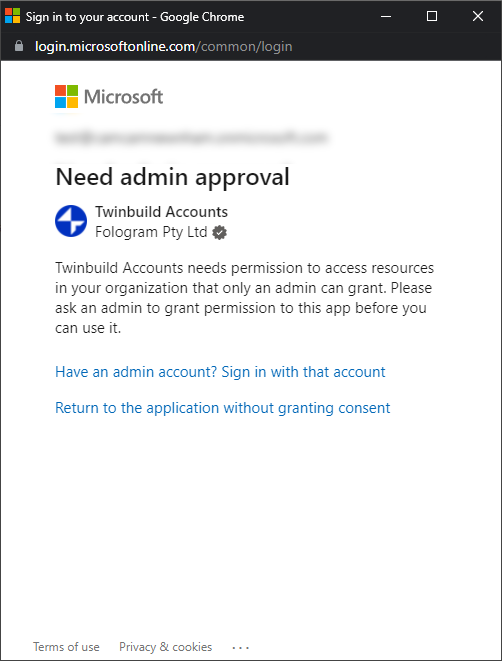 Sign in to your account - Google Chrome
login.microsoftonline.com/common/login
Microsoft
Need admin approval
Twinbuild Accounts
Fologram Pty Ltd
Twinbuild Accounts needs permission to access resources
in your organization that only an admin can grant. Please
ask an admin to grant permission to this app before you
can use it.
Have an admin account? Sign in with that account
Return to the application without granting consent
Terms of use Privacy & cookies ...